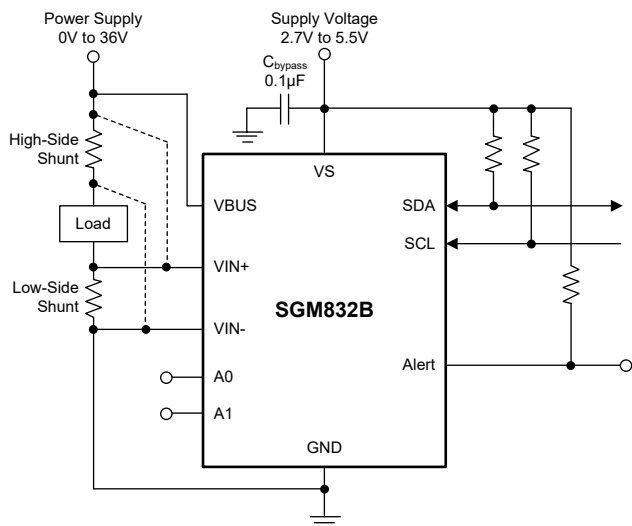 Power Supply
0V to 36V
Supply Voltage
2.7V to 5.5V
Cbypass
0.1µF
High-Side
Shunt
VS
VBUS
SDA
Load
SCL
VIN+
Low-Side
Shunt
SGM832B
VIN-
Alert
A0
A1
GND